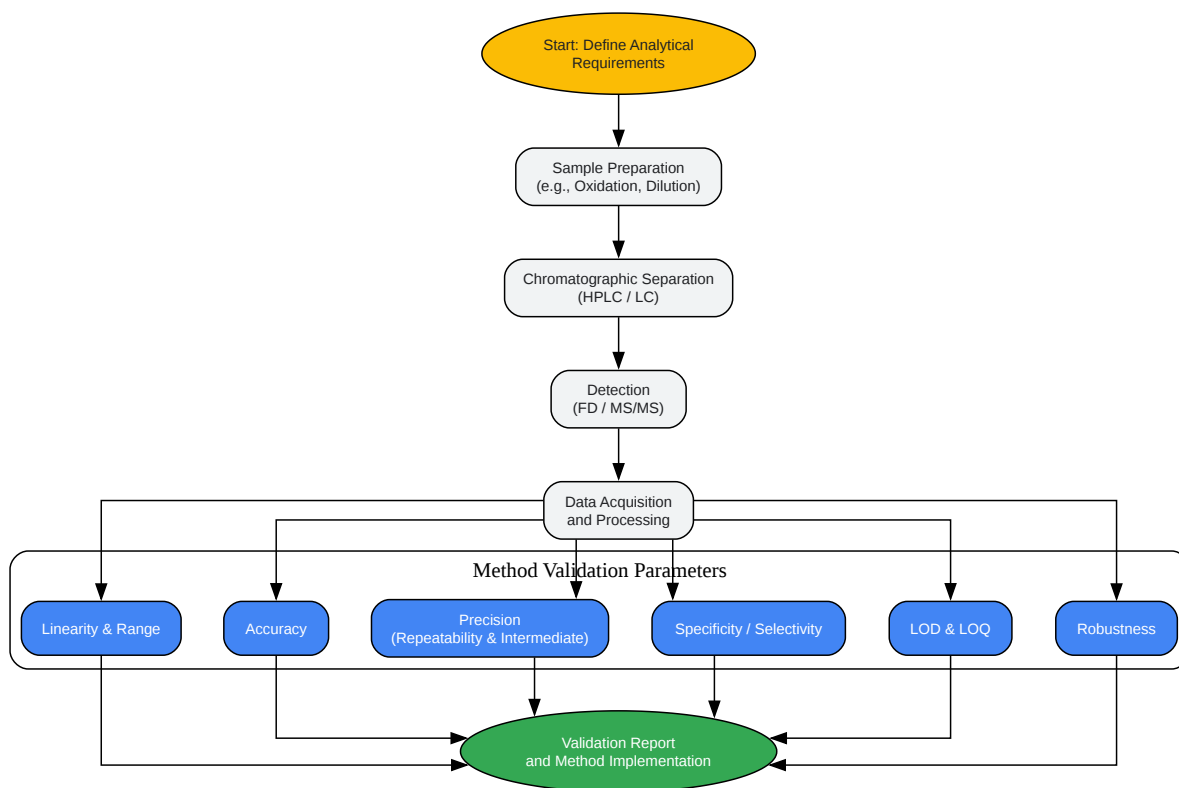 Start: Define Analytical
Requirements
Sample Preparation
(e.g., Oxidation, Dilution)
Chromatographic Separation
(HPLC / LC)
Detection
(FD / MS/MS)
Data Acquisition
and Processing
Method Validation Parameters
Linearity & Range
Accuracy
Precision
(Repeatability & Intermediate)
Specificity / Selectivity
LOD & LOQ
Robustness
Validation Report
and Method Implementation